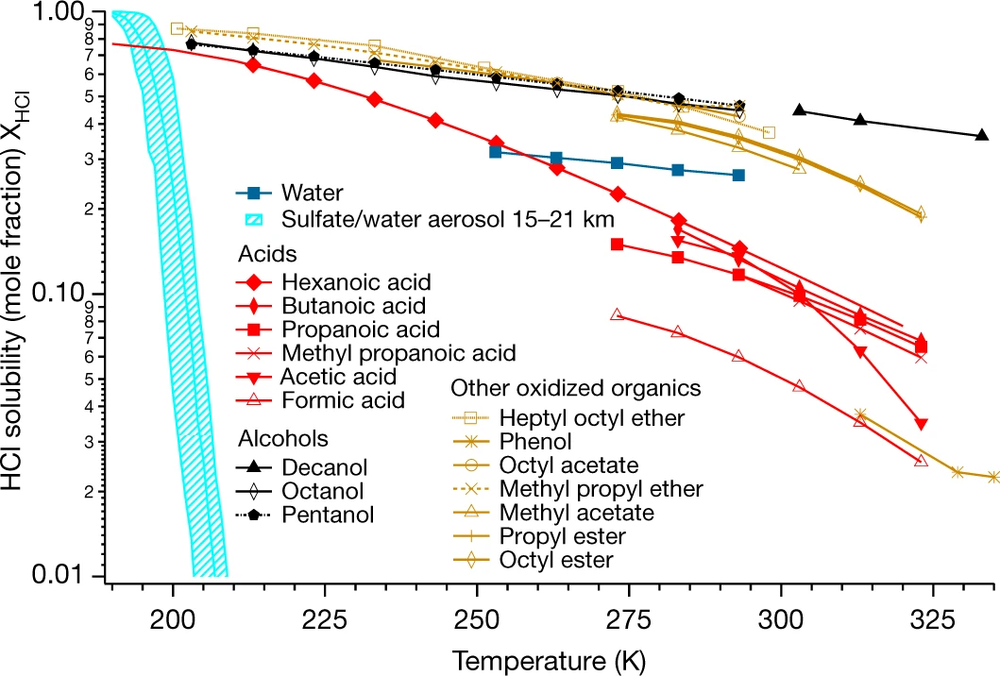 HCl solubility (mole fraction) XHCl
1.00
9
8
7
6
5
4
3
2
0.10
9
8
7
6
5
4
3
2
0.01
Water
Sulfate/water aerosol 15–21 km
Acids
Hexanoic acid
Butanoic acid
Propanoic acid
Methyl propanoic acid
Acetic acid
Formic acid
Alcohols
Decanol
Octanol
Pentanol
Other oxidized organics
Heptyl octyl ether
Phenol
Octyl acetate
Methyl propyl ether
Methyl acetate
Propyl ester
Octyl ester
200 225 250 275 300 325
Temperature (K)